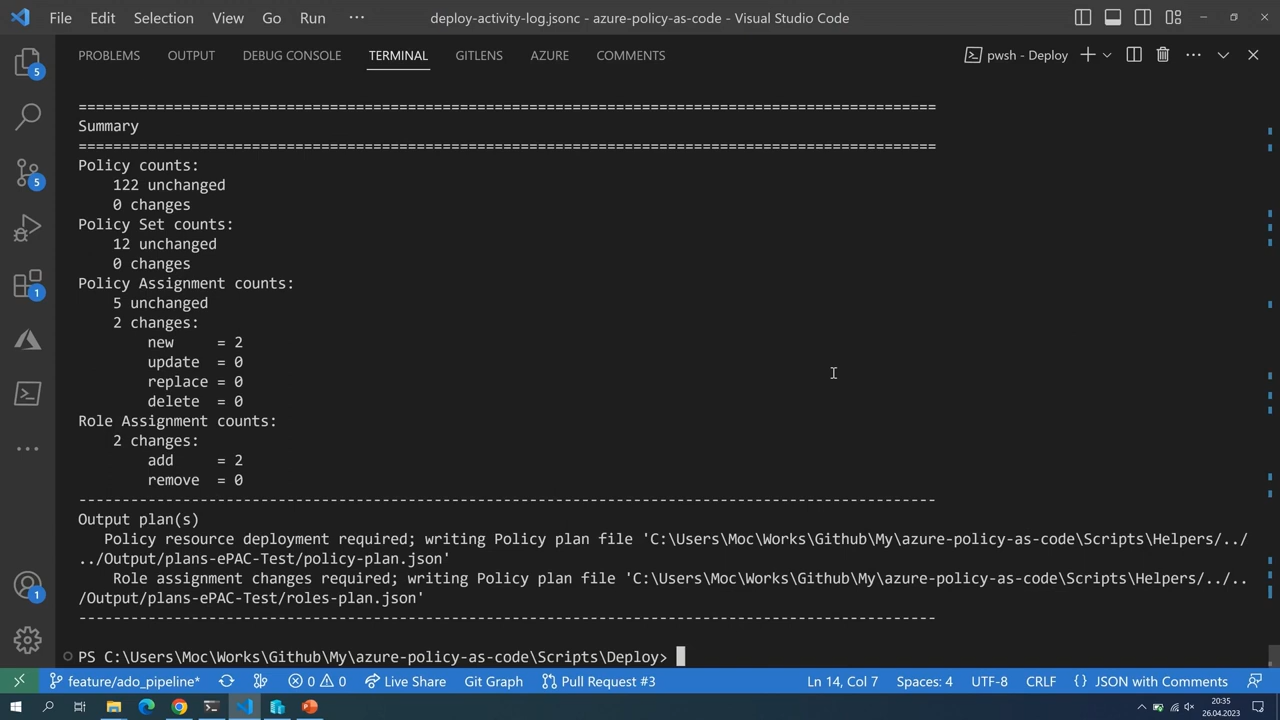 File Edit Selection View Go Run ··· deploy-activity-log.jsonc - azure-policy-as-code - Visual Studio Code
PROBLEMS OUTPUT DEBUG CONSOLE TERMINAL GITLENS AZURE COMMENTS pwsh - Deploy
5
5
1
1
====================================================================================================
Summary
====================================================================================================
Policy counts:
122 unchanged
0 changes
Policy Set counts:
12 unchanged
0 changes
Policy Assignment counts:
5 unchanged
2 changes:
new = 2
update = 0
replace = 0
delete = 0
Role Assignment counts:
2 changes:
add = 2
remove = 0
----------------------------------------------------------------------------------------------------
Output plan(s)
Policy resource deployment required; writing Policy plan file 'C:\Users\Moc\Works\Github\My\azure-policy-as-code\Scripts\Helpers/../
../Output/plans-ePAC-Test/policy-plan.json'
Role assignment changes required; writing Policy plan file 'C:\Users\Moc\Works\Github\My\azure-policy-as-code\Scripts\Helpers/../..
/Output/plans-ePAC-Test/roles-plan.json'
----------------------------------------------------------------------------------------------------
PS C:\Users\Moc\Works\Github\My\azure-policy-as-code\Scripts\Deploy>
feature/ado_pipeline* 0 0 Live Share Git Graph Pull Request #3 Ln 14, Col 7 Spaces: 4 UTF-8 CRLF {} JSON with Comments
20:35
26.04.2023